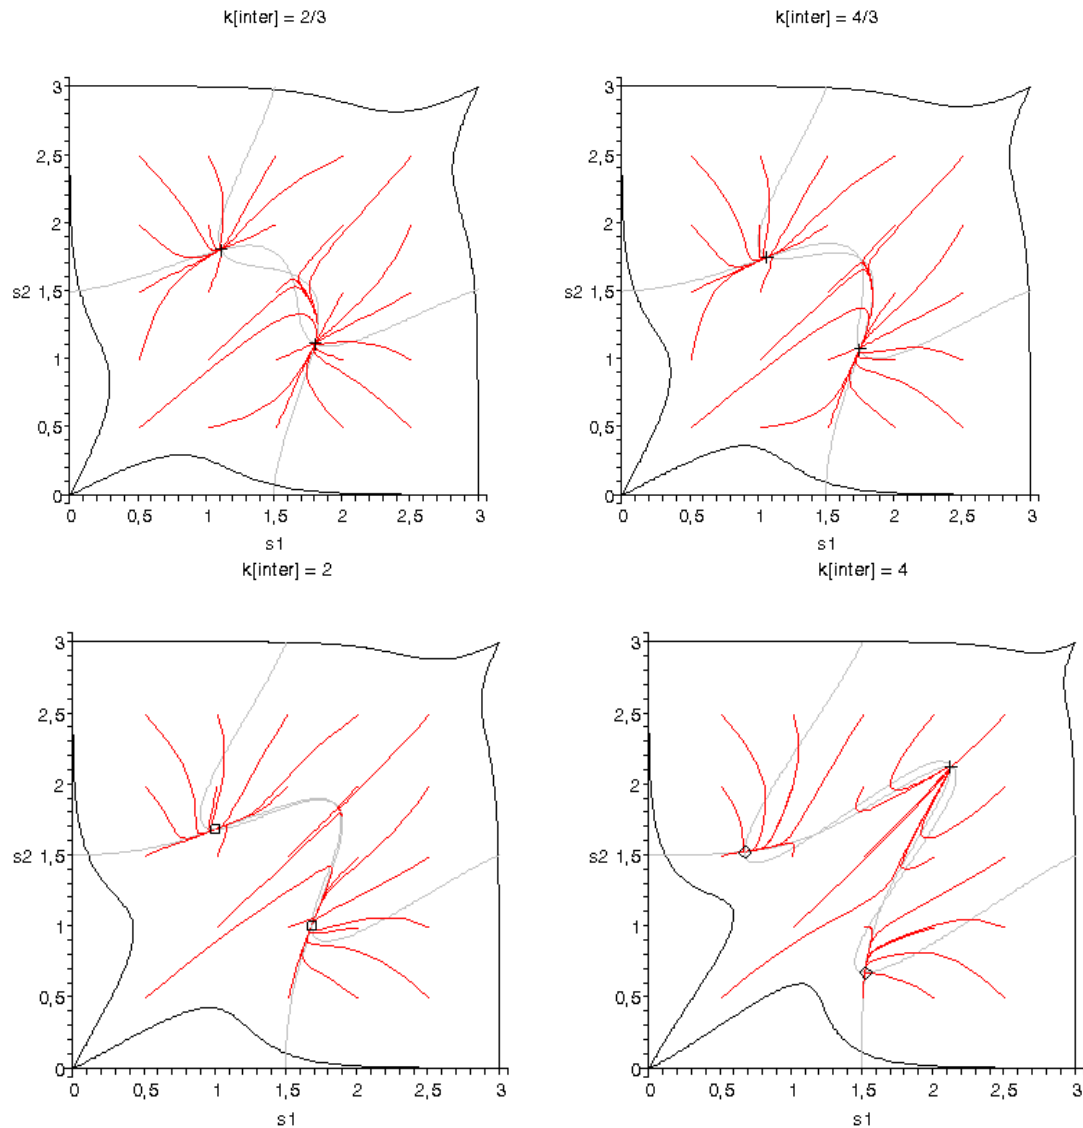 k[inter] = 2/3
3
2,5
2
s2 1,5
1
0,5
0
0 0,5 1 1,5 2 2,5 3
s1
k[inter] = 4/3
3
2,5
2
s2 1,5
1
0,5
0
0 0,5 1 1,5 2 2,5 3
s1
k[inter] = 2
3
2,5
2
s2 1,5
1
0,5
0
0 0,5 1 1,5 2 2,5 3
s1
k[inter] = 4
3
2,5
2
s2 1,5
1
0,5
0
0 0,5 1 1,5 2 2,5 3
s1